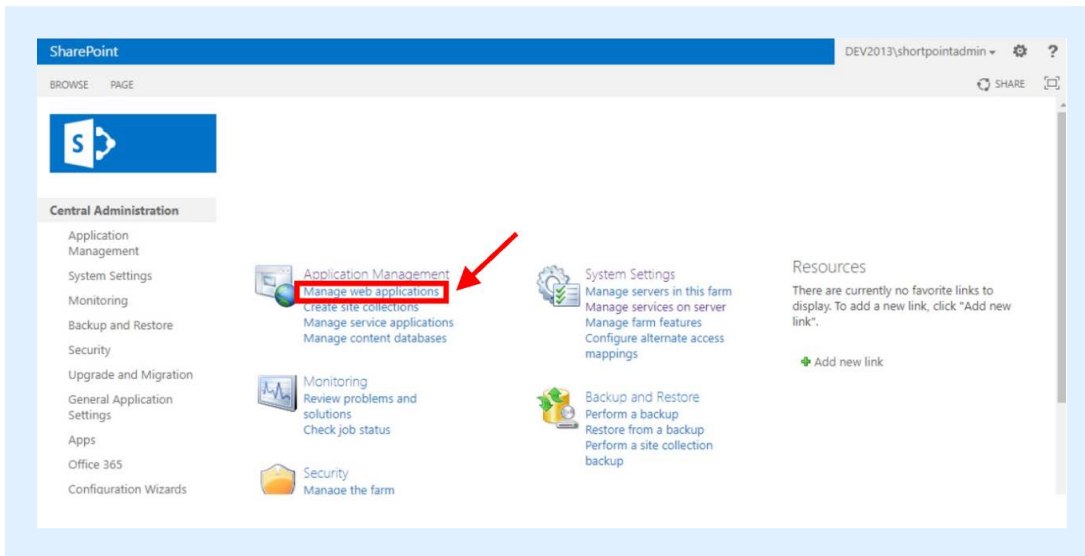 SharePoint
DEV2013\shortpointadmin
?
BROWSE PAGE
SHARE
S
Central Administration
Application
Management
System Settings
Monitoring
Backup and Restore
Security
Upgrade and Migration
General Application
Settings
Apps
Office 365
Configuration Wizards
Application Management
Manage web applications
Create site collections
Manage service applications
Manage content databases
Monitoring
Review problems and
solutions
Check job status
Security
Manage the farm
System Settings
Manage servers in this farm
Manage services on server
Manage farm features
Configure alternate access
mappings
Backup and Restore
Perform a backup
Restore from a backup
Perform a site collection
backup
Resources
There are currently no favorite links to
display. To add a new link, click "Add new
link".
Add new link